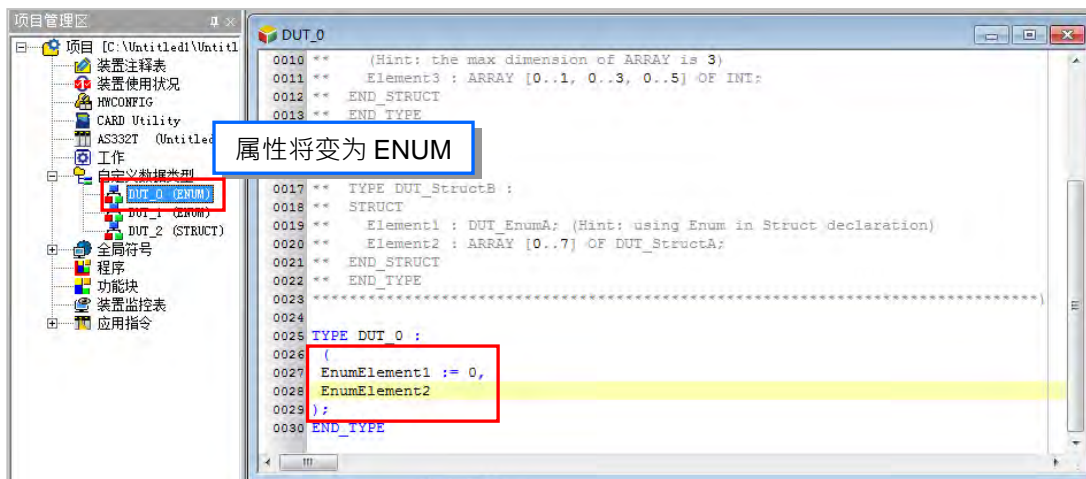 项目管理区
项目 [C:\Untitled1\Untitl
装置注释表
装置使用状况
HWCONFIG
CARD Utility
AS332T (Untitled
工作
自定义数据类型
DUT_0 (ENUM)
DUT_1 (ENUM)
DUT_2 (STRUCT)
全局符号
程序
功能块
装置监控表
应用指令
属性将变为 ENUM
DUT_0
0010 ** (Hint: the max dimension of ARRAY is 3)
0011 ** Element3 : ARRAY [0..1, 0..3, 0..5] OF INT;
0012 ** END_STRUCT
0013 ** END_TYPE
0017 ** TYPE DUT_StructB :
0018 ** STRUCT
0019 ** Element1 : DUT_EnumA; (Hint: using Enum in Struct declaration)
0020 ** Element2 : ARRAY [0..7] OF DUT_StructA;
0021 ** END_STRUCT
0022 ** END_TYPE
0023 *******************************************************************************)
0024
0025 TYPE DUT_0 :
0026 (
0027 EnumElement1 := 0,
0028 EnumElement2
0029 );
0030 END_TYPE